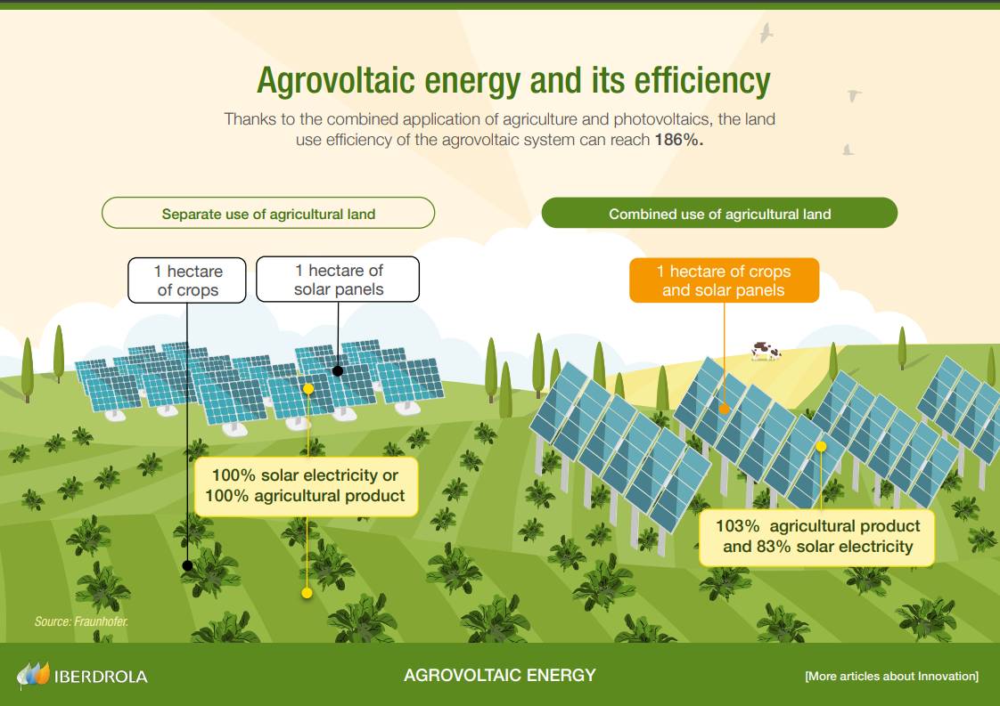 Agrovoltaic energy and its efficiency
Thanks to the combined application of agriculture and photovoltaics, the land
use efficiency of the agrovoltaic system can reach 186%.
Separate use of agricultural land
Combined use of agricultural land
1 hectare
of crops
1 hectare of
solar panels
1 hectare of crops
and solar panels
100% solar electricity or
100% agricultural product
103% agricultural product
and 83% solar electricity
Source: Fraunhofer.
IBERDROLA
AGROVOLTAIC ENERGY
[More articles about Innovation]